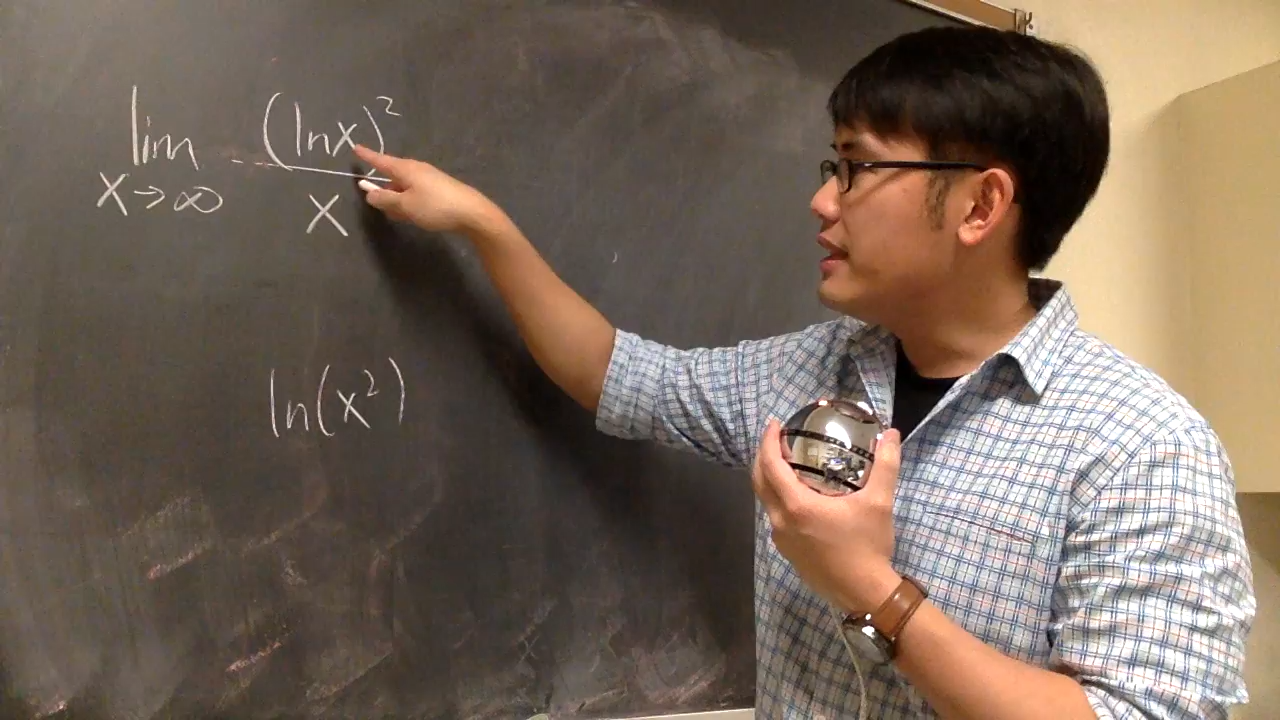 lim (lnx)²
x→∞ x
ln(x²)